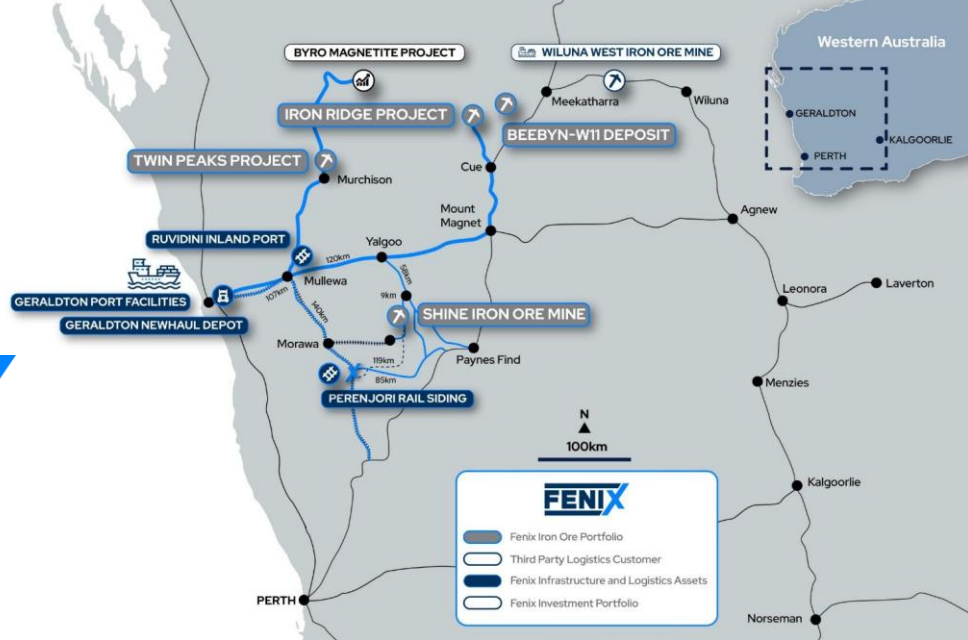 Western Australia
GERALDTON
KALGOORLIE
PERTH
BYRO MAGNETITE PROJECT
WILUNA WEST IRON ORE MINE
Meekatharra
Wiluna
IRON RIDGE PROJECT
BEEBYN-W11 DEPOSIT
TWIN PEAKS PROJECT
Murchison
Cue
Mount
Magnet
Agnew
RUVIDINI INLAND PORT
Yalgoo
120km
58km
Mullewa
107km
9km
Leonora
Laverton
GERALDTON PORT FACILITIES
GERALDTON NEWHAUL DEPOT
140km
SHINE IRON ORE MINE
Morawa
119km
Paynes Find
85km
Menzies
PERENJORI RAIL SIDING
N
100km
Kalgoorlie
FENIX
Fenix Iron Ore Portfolio
Third Party Logistics Customer
Fenix Infrastructure and Logistics Assets
Fenix Investment Portfolio
PERTH
Norseman